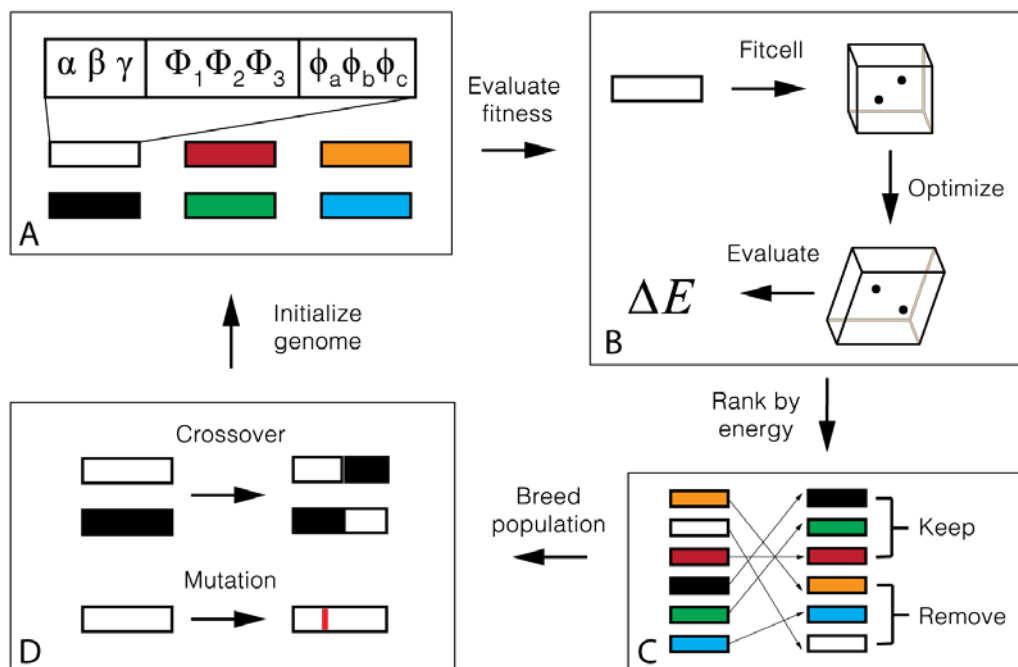 α β γ Φ1Φ2Φ3 ϕaϕbϕc
A
Evaluate
fitness
Fitcell
Optimize
Evaluate
ΔE
B
Rank by
energy
Keep
Remove
C
Breed
population
Crossover
Mutation
D
Initialize
genome